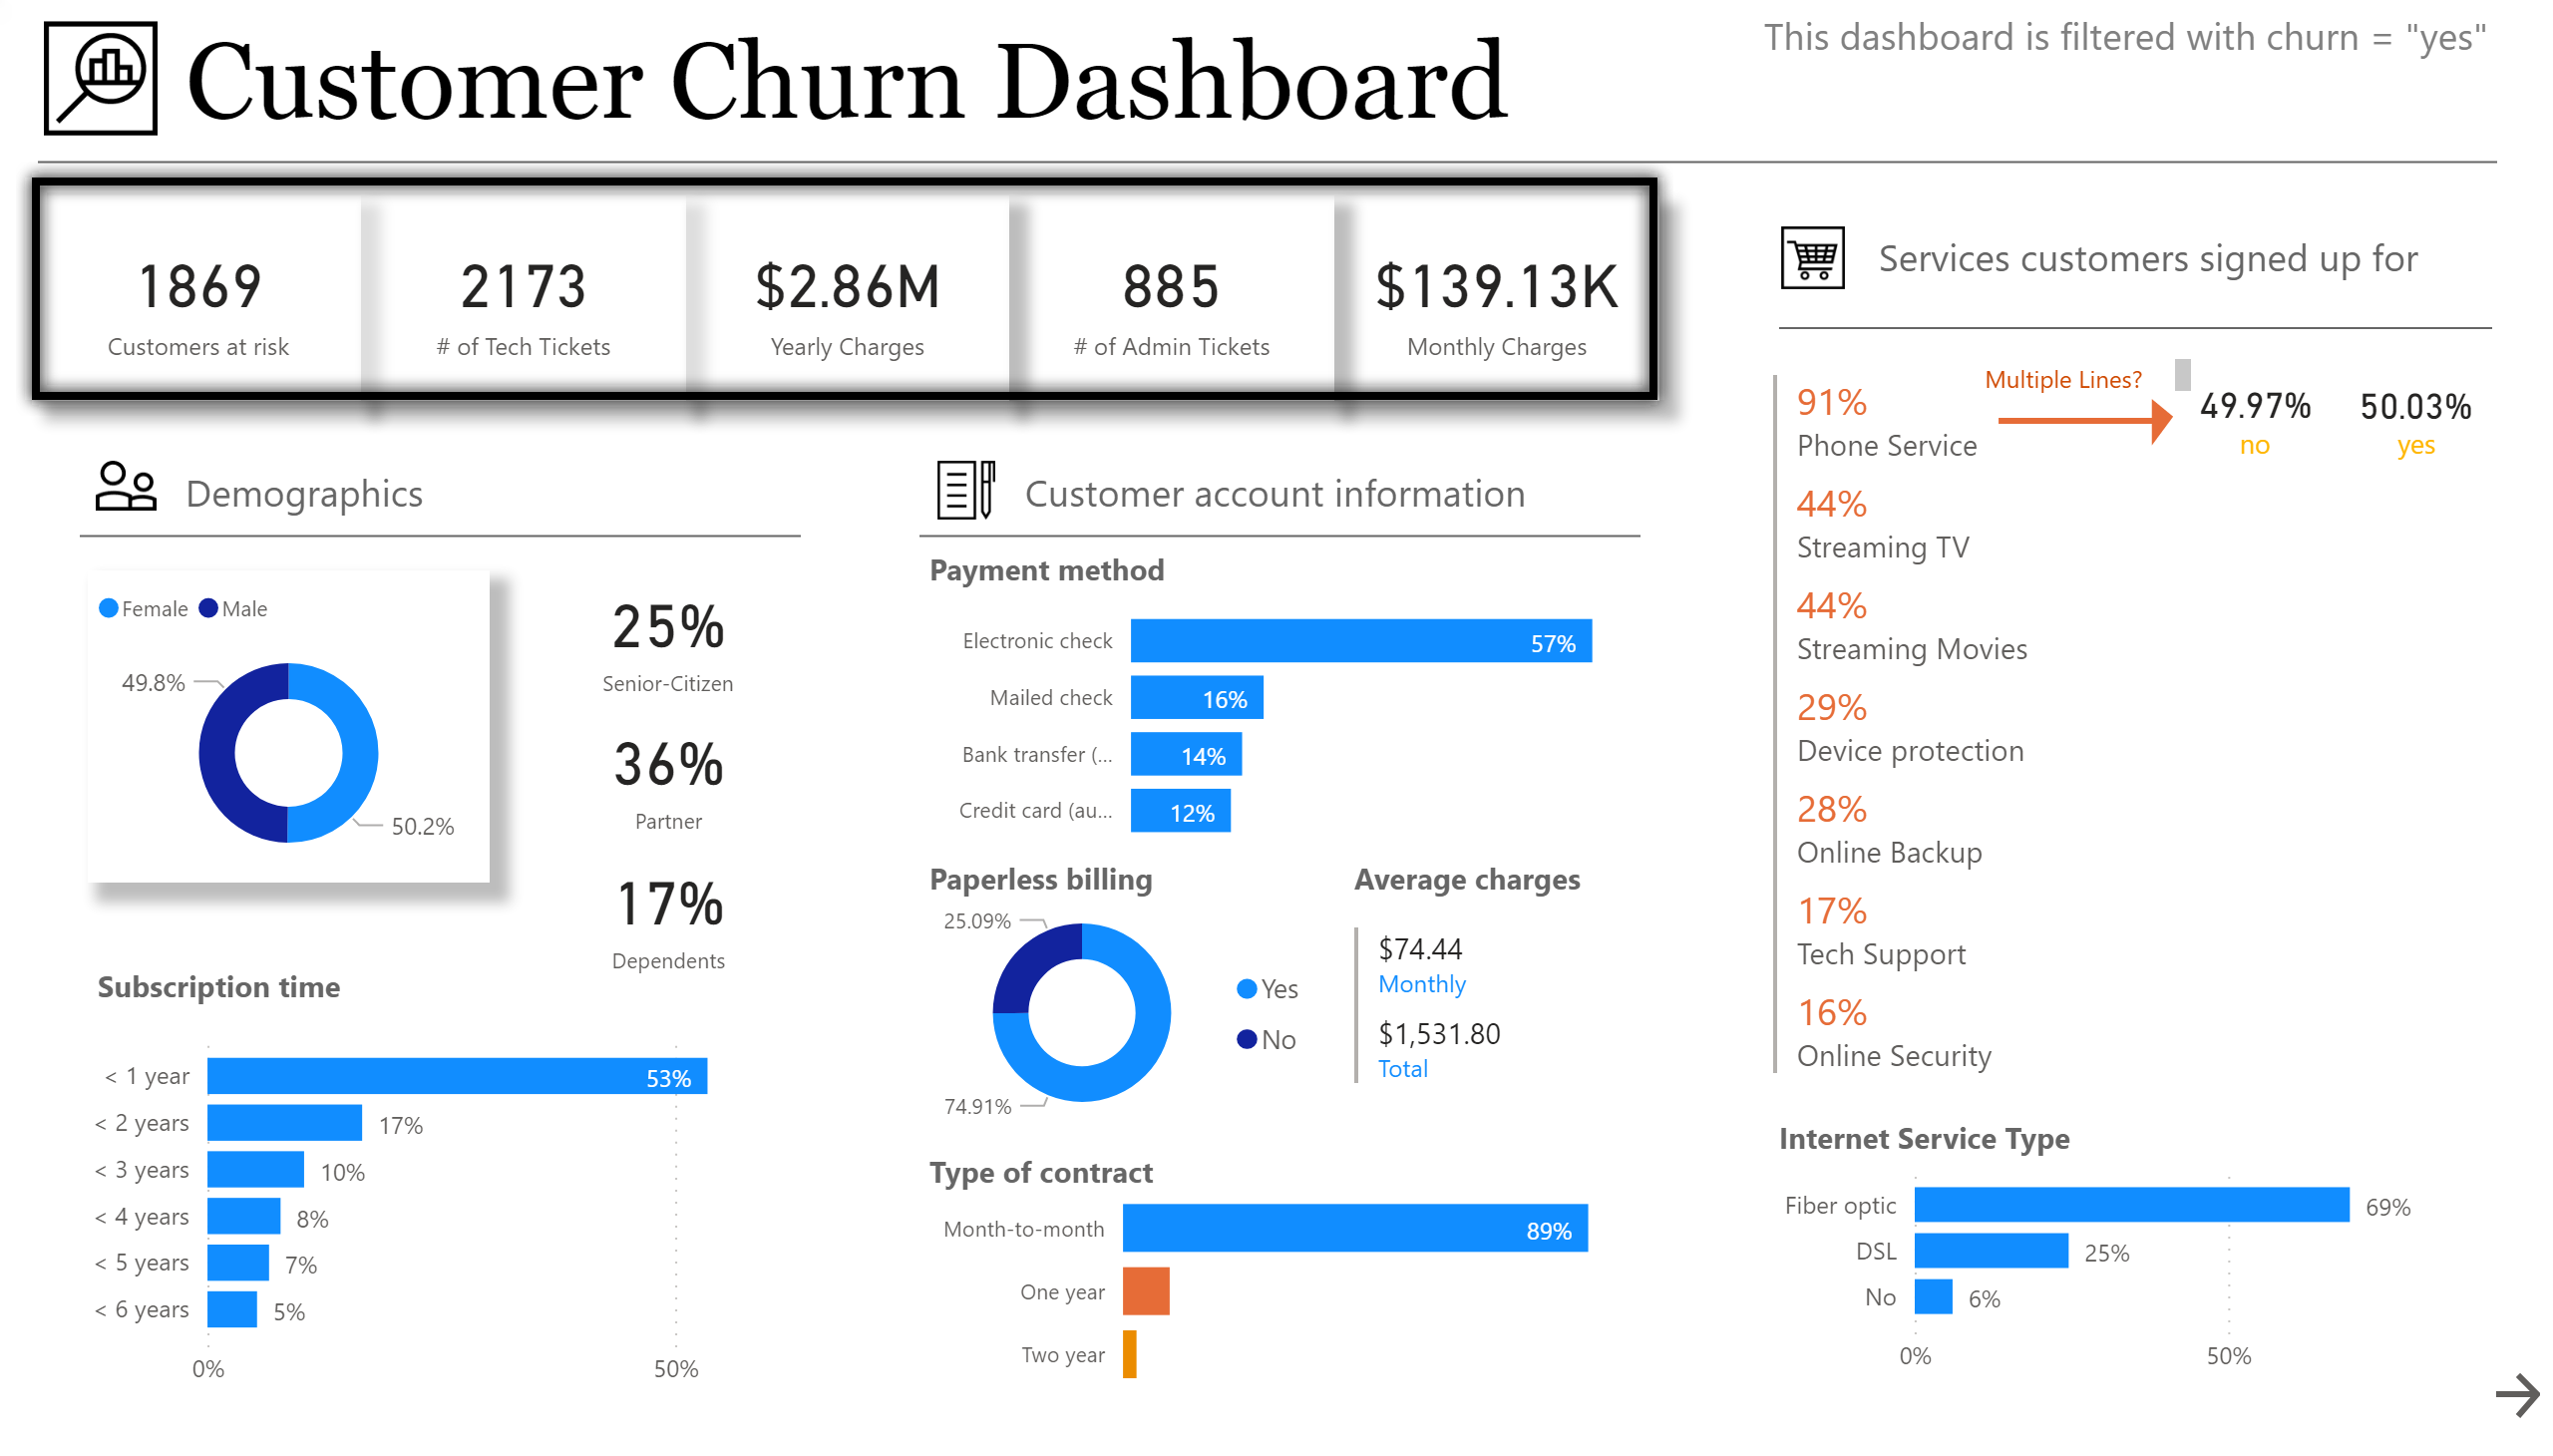 Customer Churn Dashboard
This dashboard is filtered with churn = "yes"
1869
Customers at risk
2173
# of Tech Tickets
$2.86M
Yearly Charges
885
# of Admin Tickets
$139.13K
Monthly Charges
Demographics
Female Male
49.8%
50.2%
25%
Senior-Citizen
36%
Partner
17%
Dependents
Subscription time
< 1 year 53%
< 2 years 17%
< 3 years 10%
< 4 years 8%
< 5 years 7%
< 6 years 5%
0% 50%
Customer account information
Payment method
Electronic check 57%
Mailed check 16%
Bank transfer (... 14%
Credit card (au... 12%
Paperless billing
25.09%
74.91%
Yes
No
Average charges
$74.44
Monthly
$1,531.80
Total
Type of contract
Month-to-month 89%
One year
Two year
Services customers signed up for
91%
Phone Service
Multiple Lines?
49.97%
no
50.03%
yes
44%
Streaming TV
44%
Streaming Movies
29%
Device protection
28%
Online Backup
17%
Tech Support
16%
Online Security
Internet Service Type
Fiber optic 69%
DSL 25%
No 6%
0% 50%